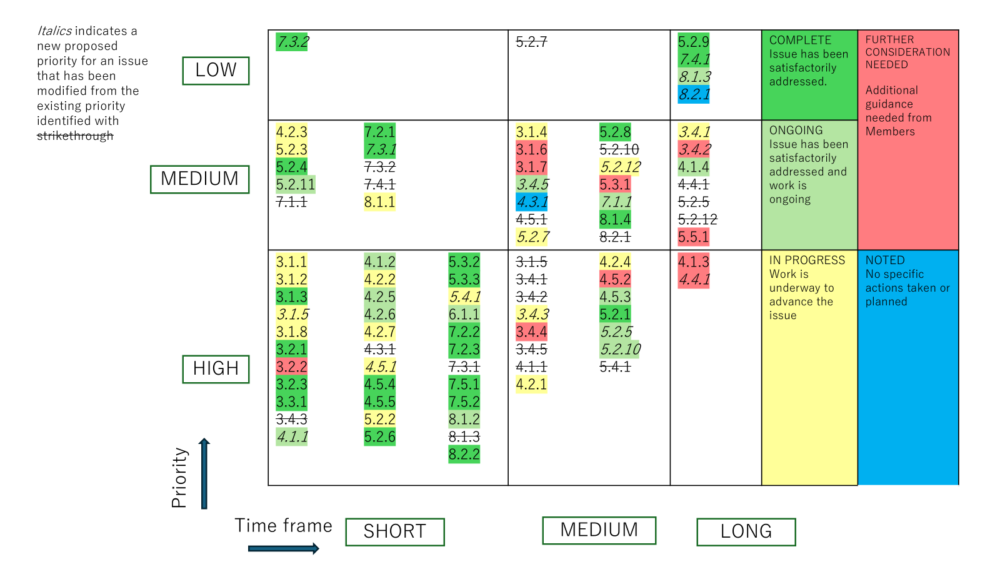 Italics indicates a
new proposed
priority for an issue
that has been
modified from the
existing priority
identified with
strikethrough
LOW
7.3.2
5.2.7
5.2.9
7.4.1
8.1.3
8.2.1
COMPLETE
Issue has been
satisfactorily
addressed.
FURTHER
CONSIDERATION
NEEDED
Additional
guidance
needed from
Members
MEDIUM
4.2.3
5.2.3
5.2.4
5.2.11
7.1.1
7.2.1
7.3.1
7.3.2
7.4.1
8.1.1
3.1.4
3.1.6
3.1.7
3.4.5
4.3.1
4.5.1
5.2.7
5.2.8
5.2.10
5.2.12
5.3.1
7.1.1
8.1.4
8.2.1
3.4.1
3.4.2
4.1.4
4.4.1
5.2.5
5.2.12
5.5.1
ONGOING
Issue has been
satisfactorily
addressed and
work is
ongoing
HIGH
3.1.1
3.1.2
3.1.3
3.1.5
3.1.8
3.2.1
3.2.2
3.2.3
3.3.1
3.4.3
4.1.1
4.1.2
4.2.2
4.2.5
4.2.6
4.2.7
4.3.1
4.5.1
4.5.4
4.5.5
5.2.2
5.2.6
5.3.2
5.3.3
5.4.1
6.1.1
7.2.2
7.2.3
7.3.1
7.5.1
7.5.2
8.1.2
8.1.3
8.2.2
3.1.5
3.4.1
3.4.2
3.4.3
3.4.4
3.4.5
4.1.1
4.2.1
4.2.4
4.5.2
4.5.3
5.2.1
5.2.5
5.2.10
5.4.1
4.1.3
4.4.1
IN PROGRESS
Work is
underway to
advance the
issue
NOTED
No specific
actions taken or
planned
Priority
Time frame
SHORT
MEDIUM
LONG